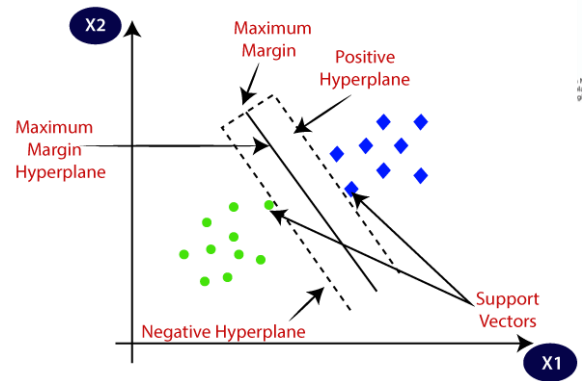 X2
Maximum
Margin
Positive
Hyperplane
Maximum
Margin
Hyperplane
Support
Vectors
Negative Hyperplane
X1